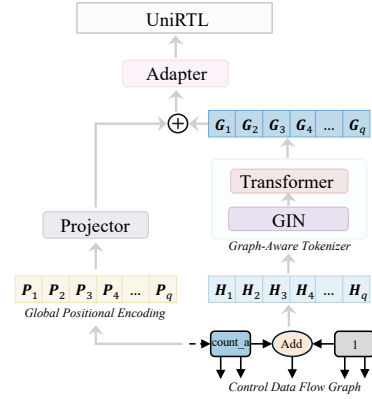 UniRTL
Adapter
G1 G2 G3 G4 ... Gq
Transformer
GIN
Graph-Aware Tokenizer
Projector
P1 P2 P3 P4 ... Pq
Global Positional Encoding
H1 H2 H3 H4 ... Hq
count_a
Add
1
Control Data Flow Graph